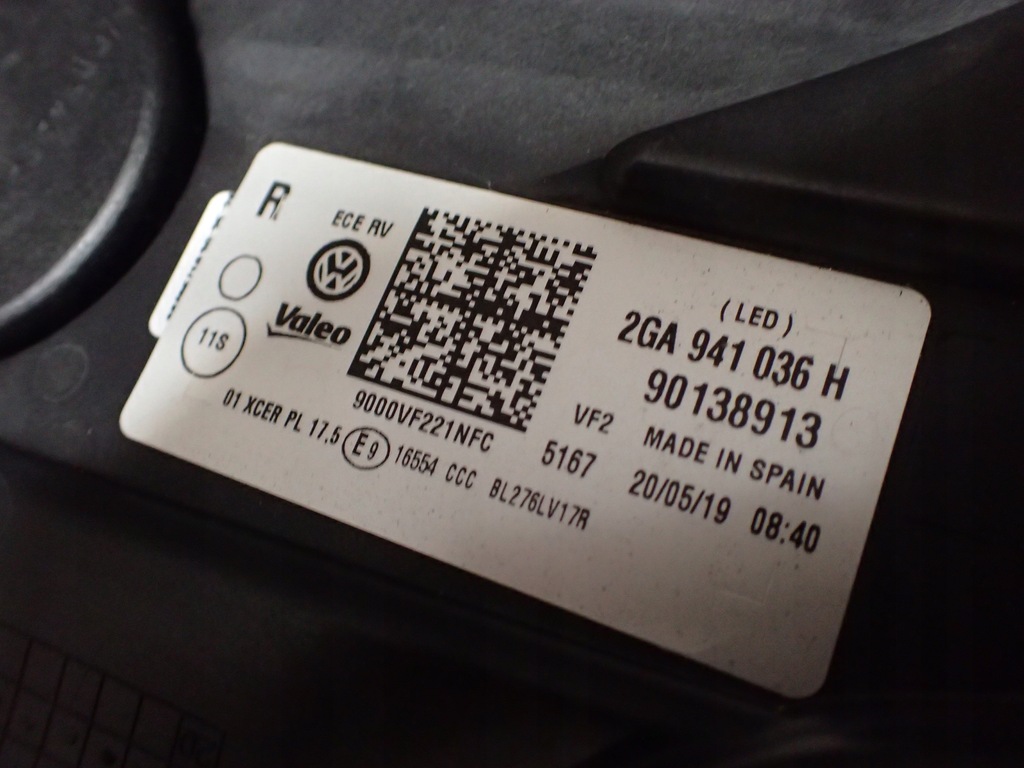 R
ECE RV
Valeo
11S
(LED)
2GA 941 036 H
90138913
9000VF221NFC
VF2
MADE IN SPAIN
5167
20/05/19 08:40
01 XCER PL 17.5 E9 16554 CCC BL276LV17R